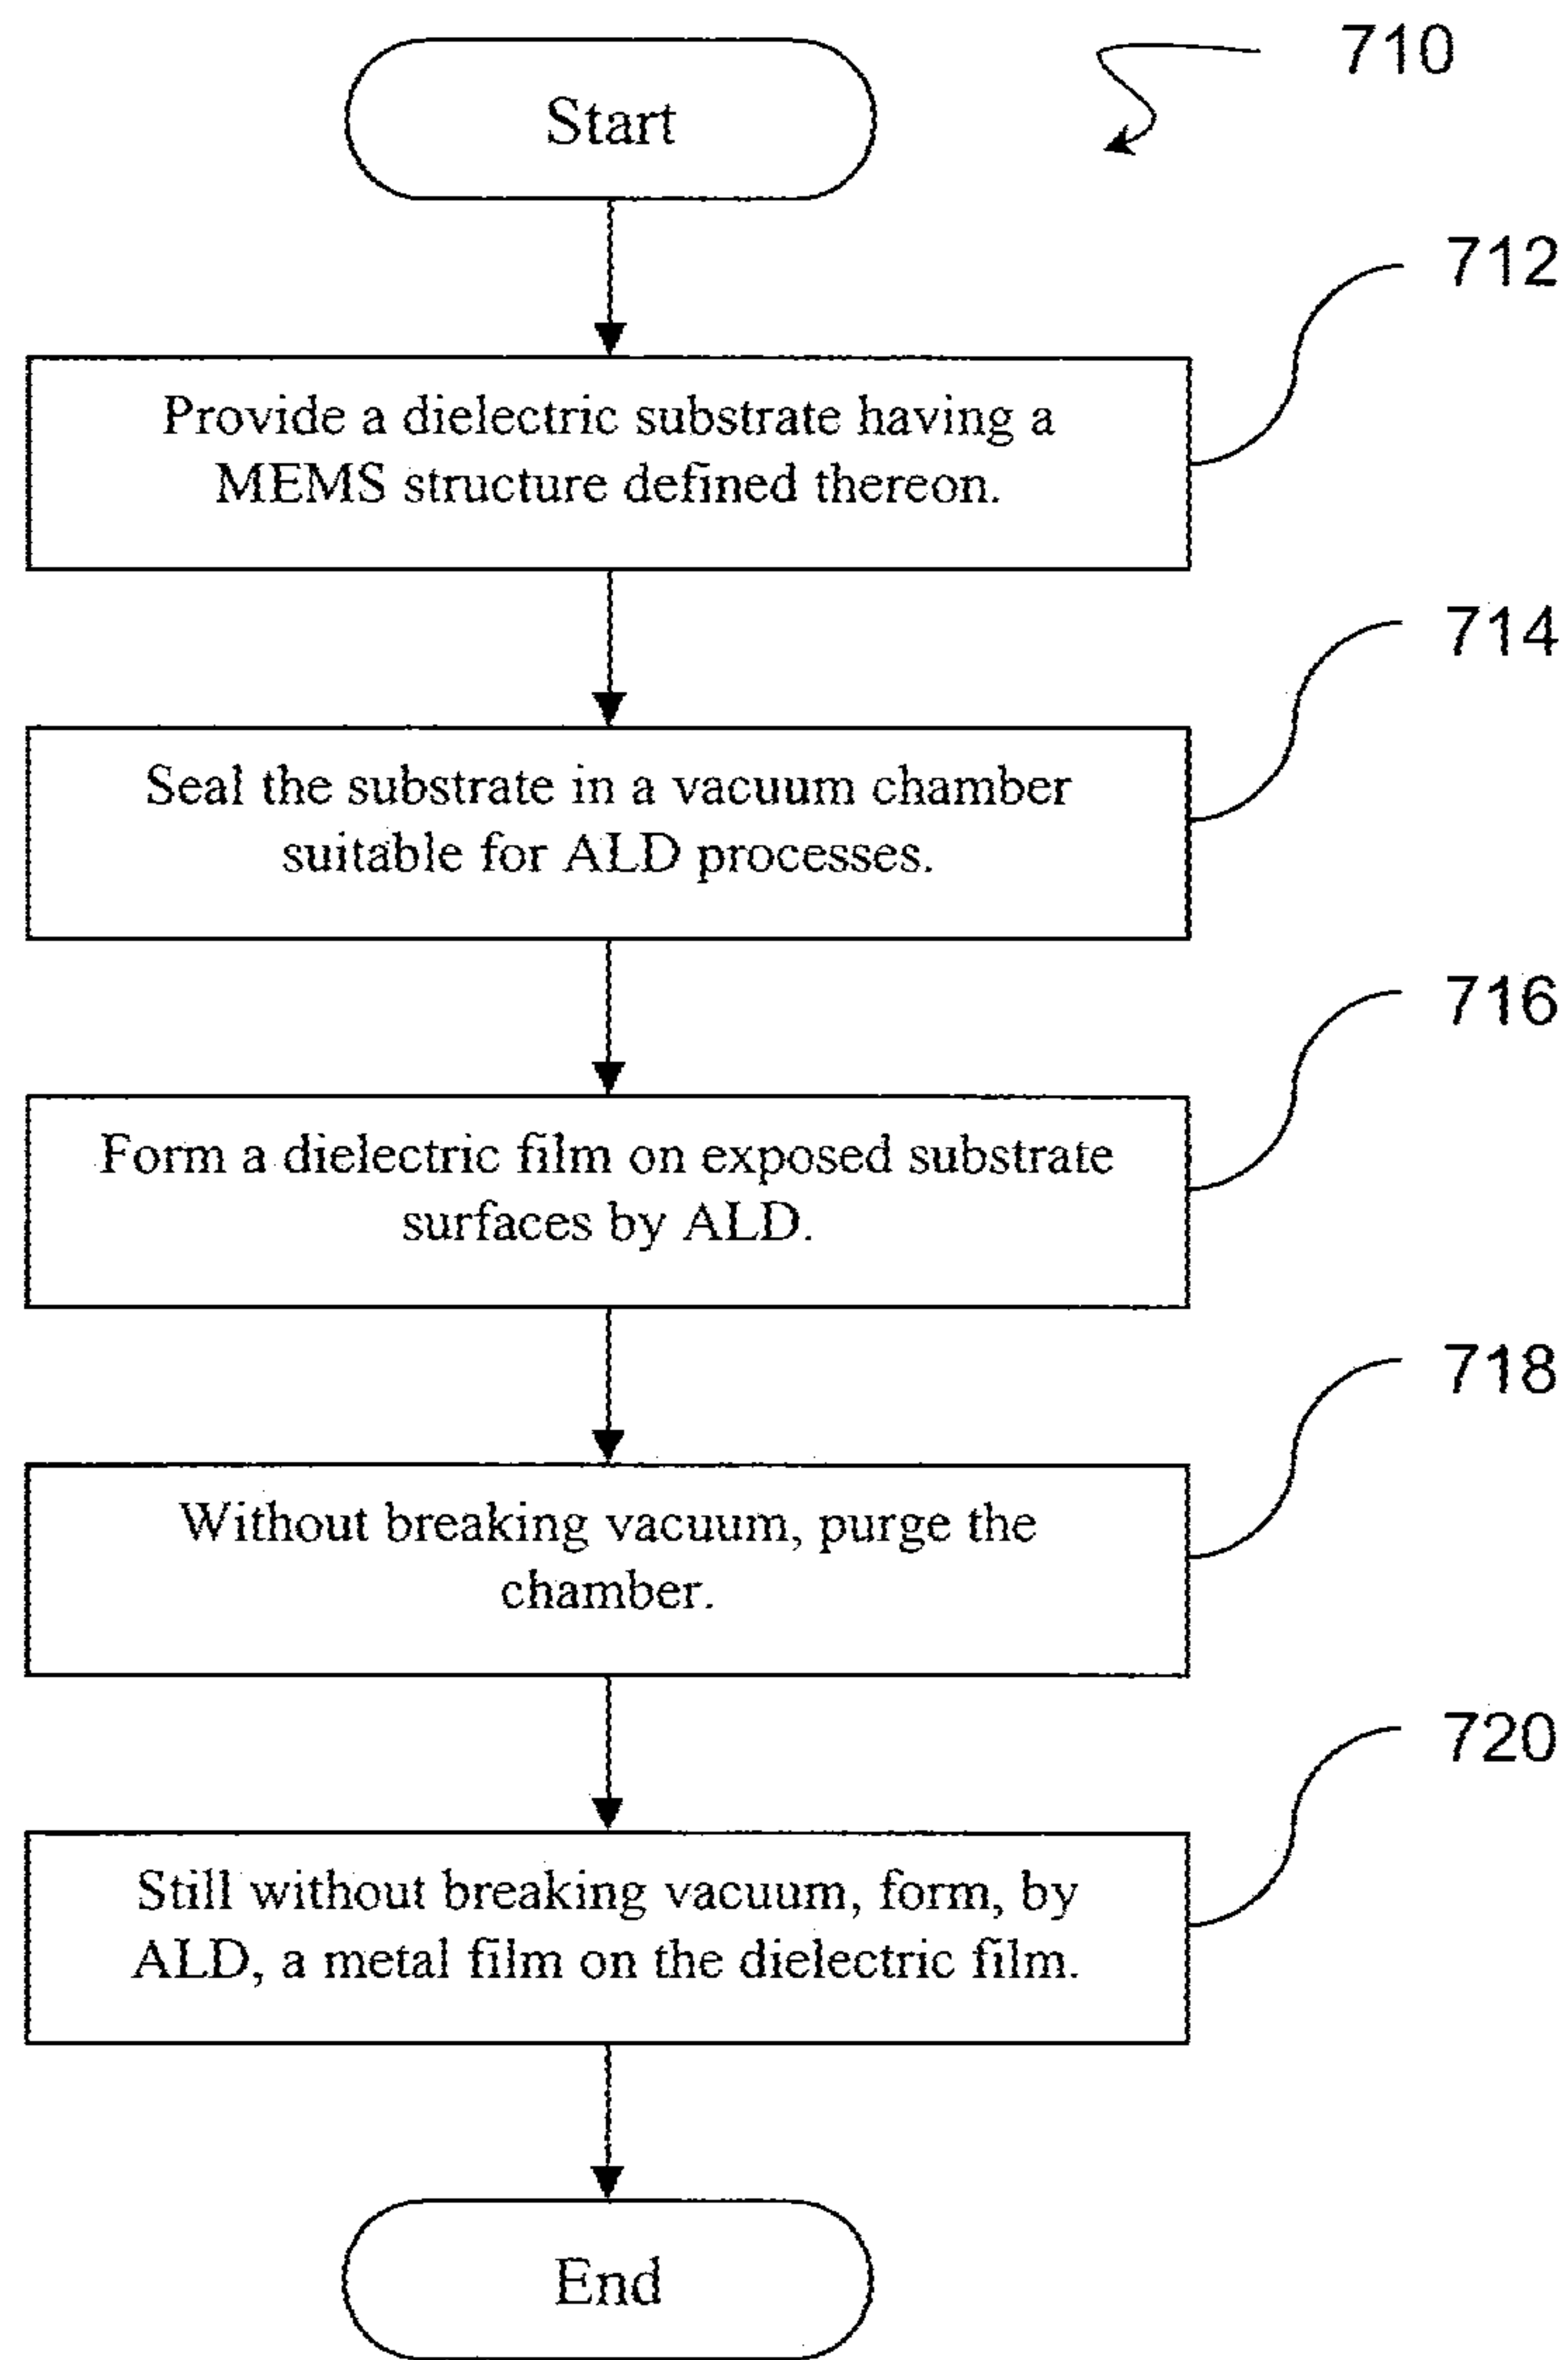 710
Start
712
Provide a dielectric substrate having a
MEMS structure defined thereon.
714
Seal the substrate in a vacuum chamber
suitable for ALD processes.
716
Form a dielectric film on exposed substrate
surfaces by ALD.
718
Without breaking vacuum, purge the
chamber.
720
Still without breaking vacuum, form, by
ALD, a metal film on the dielectric film.
End